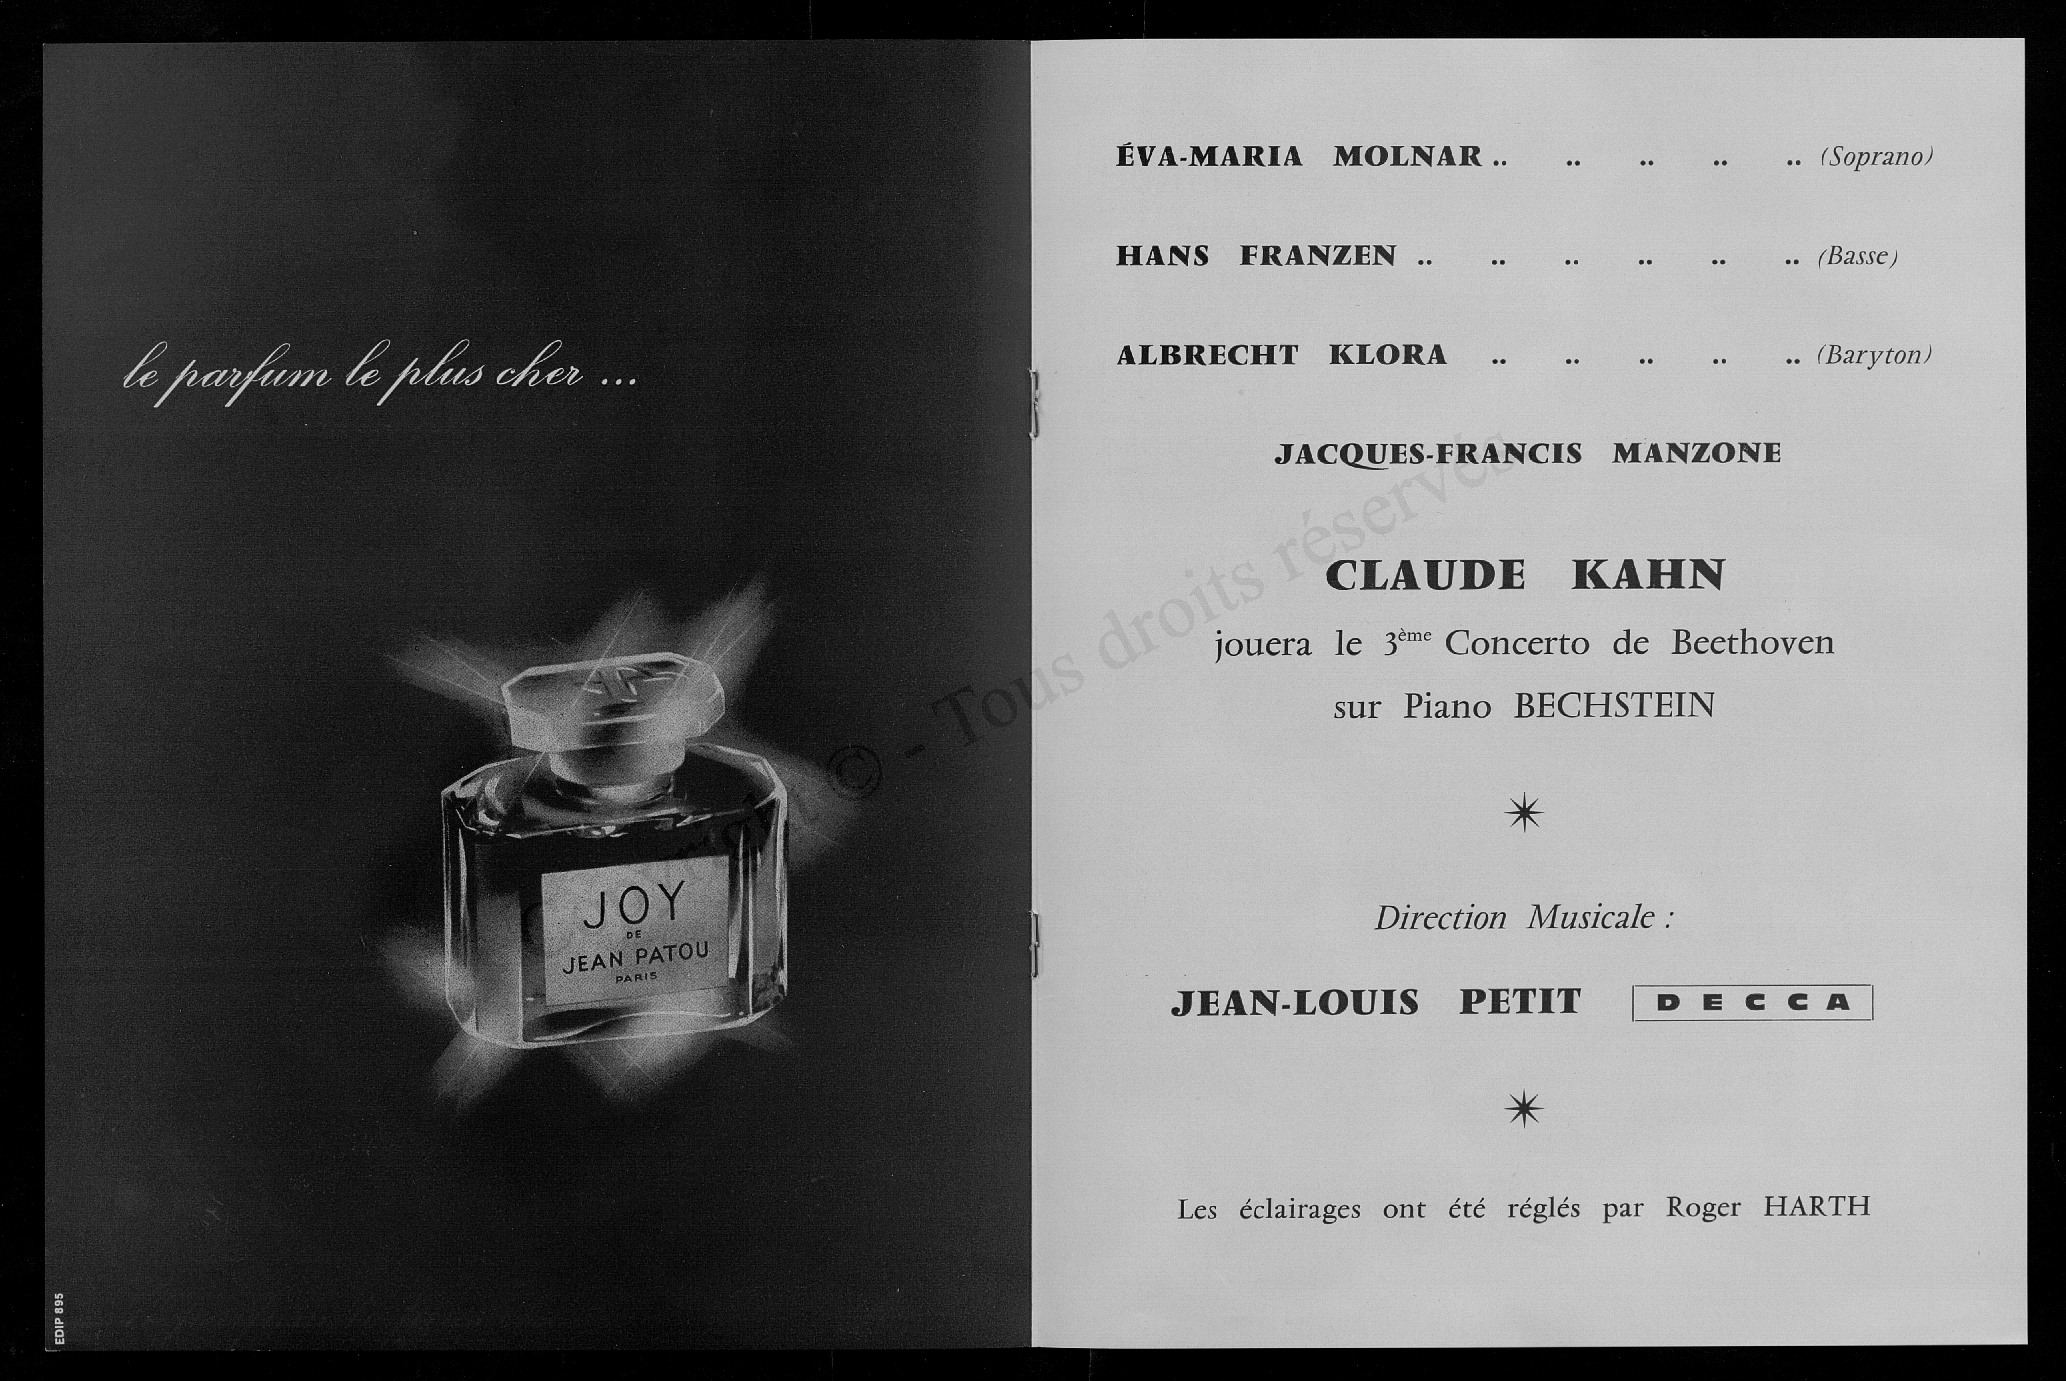 le parfum le plus cher ...
JOY
DE
JEAN PATOU
PARIS
EDIP 895
ÉVA-MARIA MOLNAR .. .. .. .. .. (Soprano)
HANS FRANZEN .. .. .. .. .. .. (Basse)
ALBRECHT KLORA .. .. .. .. .. (Baryton)
JACQUES-FRANCIS MANZONE
CLAUDE KAHN
jouera le 3ème Concerto de Beethoven
sur Piano BECHSTEIN
Direction Musicale :
JEAN-LOUIS PETIT DECCA
Les éclairages ont été réglés par Roger HARTH
© - Tous droits réservés